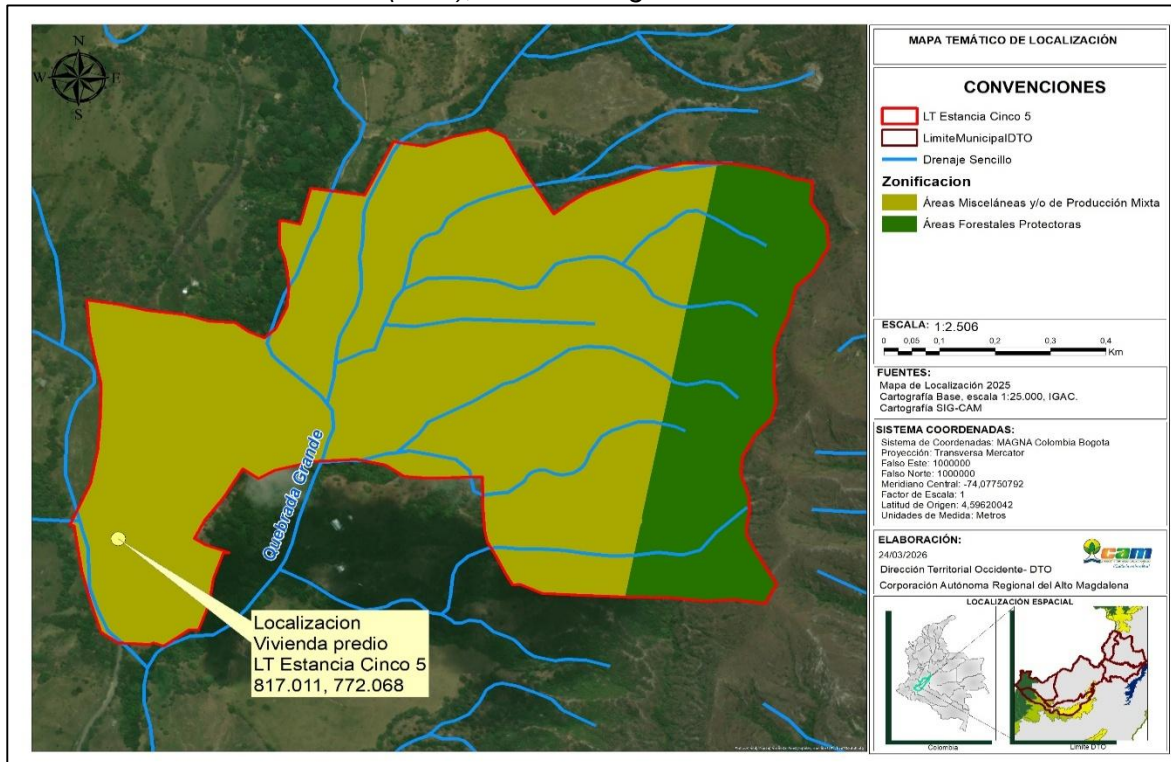 N
W E
S
Quebrada Grande
Localizacion
Vivienda predio
LT Estancia Cinco 5
817.011, 772.068
MAPA TEMÁTICO DE LOCALIZACIÓN
CONVENCIONES
LT Estancia Cinco 5
LimiteMunicipalDTO
Drenaje Sencillo
Zonificacion
Áreas Misceláneas y/o de Producción Mixta
Áreas Forestales Protectoras
ESCALA: 1:2.506
0 0,05 0,1 0,2 0,3 0,4
Km
FUENTES:
Mapa de Localización 2025
Cartografía Base, escala 1:25.000, IGAC.
Cartografía SIG-CAM
SISTEMA COORDENADAS:
Sistema de Coordenadas: MAGNA Colombia Bogota
Proyección: Transversa Mercator
Falso Este: 1000000
Falso Norte: 1000000
Meridiano Central: -74,07750792
Factor de Escala: 1
Latitud de Origen: 4,59620042
Unidades de Medida: Metros
ELABORACIÓN:
24/03/2026
Dirección Territorial Occidente- DTO
Corporación Autónoma Regional del Alto Magdalena
cam
LOCALIZACIÓN ESPACIAL
Colombia
Limite DTO